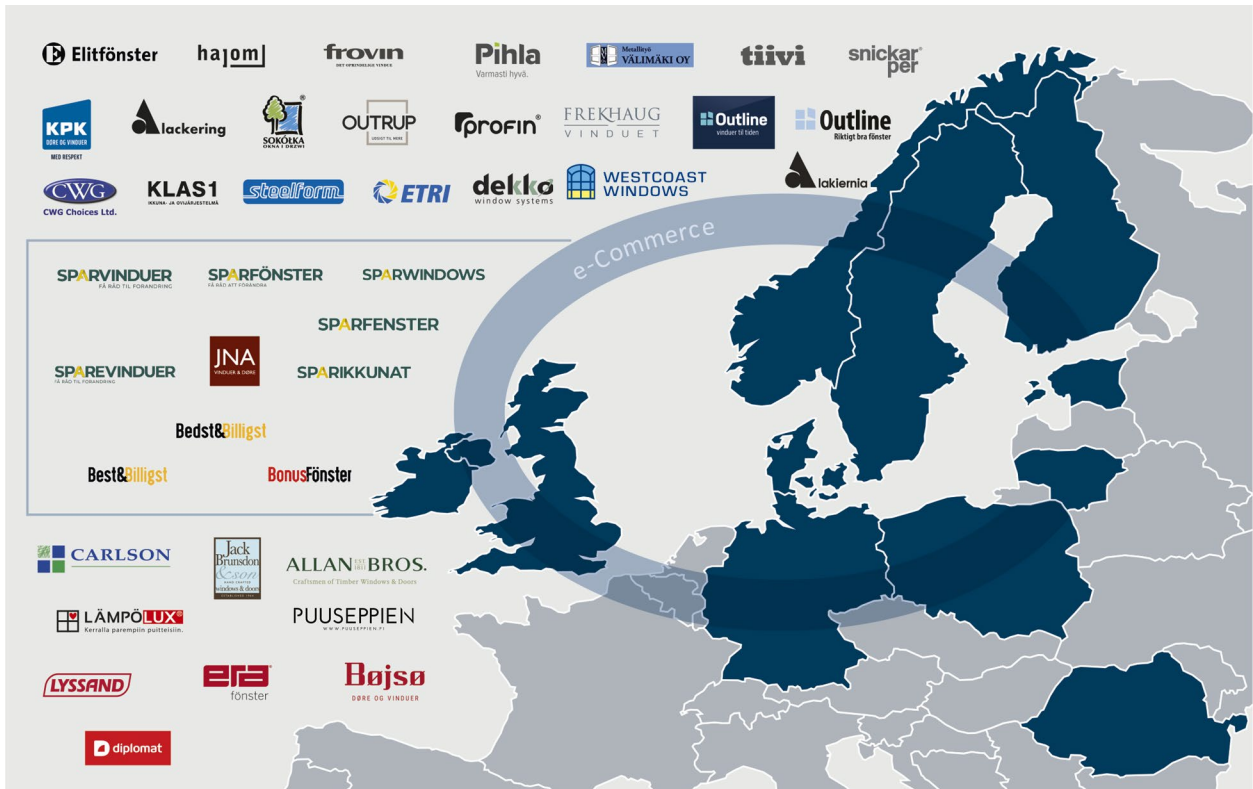 Elitfönster
hajom
frovin
DET OPRINDELIGE VINDUE
Pihla
Varmasti hyvä.
Metallityö
VÄLIMÄKI OY
tiivi
snickar
per
KPK
DØRE OG VINDUER
MED RESPEKT
lackering
SOKÓŁKA
OKNA I DRZWI
OUTRUP
proFin
FREKHAUG
VINDUET
Outline
vinduer til tiden
Outline
Riktigt bra fönster
CWG
CWG Choices Ltd.
KLAS1
IKKUNA- JA OVIJÄRJESTELMÄ
steelform
ETRI
dekko
window systems
WESTCOAST
WINDOWS
lakiernia
e-Commerce
SPARVINDUER
FÅ RÅD TIL FORANDRING
SPARFÖNSTER
FÅ RÅD ATT FÖRÄNDRA
SPARWINDOWS
SPARFENSTER
SPAREVINDUER
FÅ RÅD TIL FORANDRING
JNA
VINDUER & DØRE
SPARIKKUNAT
Bedst&Billigst
Best&Billigst
BonusFönster
CARLSON
Jack
Brunsdon
&son
windows & doors
ALLAN EST. 1811 BROS.
Craftsmen of Timber Windows & Doors
LÄMPÖLUX
Kerralla parempiin puitteisiin.
PUUSEPPIEN
WWW.PUUSEPPIEN.FI
LYSSAND
era
fönster
Bøjsø
DØRE OG VINDUER
diplomat